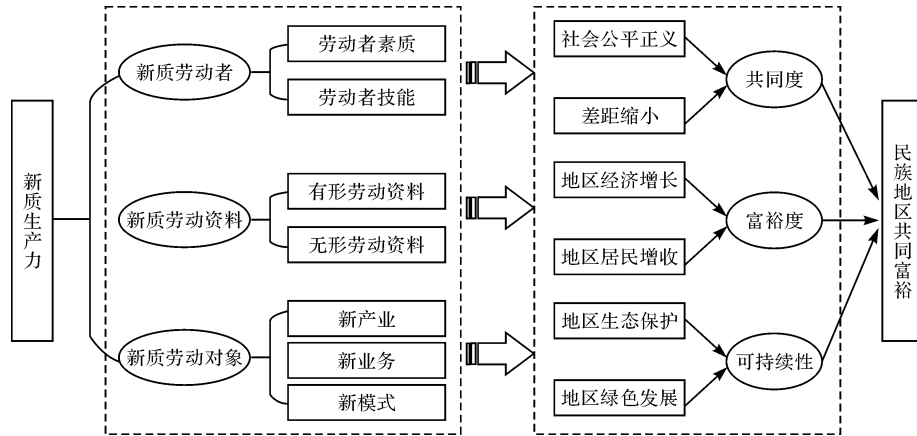 新质生产力
新质劳动者
劳动者素质
劳动者技能
新质劳动资料
有形劳动资料
无形劳动资料
新质劳动对象
新产业
新业务
新模式
社会公平正义
差距缩小
共同度
地区经济增长
地区居民增收
富裕度
地区生态保护
地区绿色发展
可持续性
民族地区共同富裕